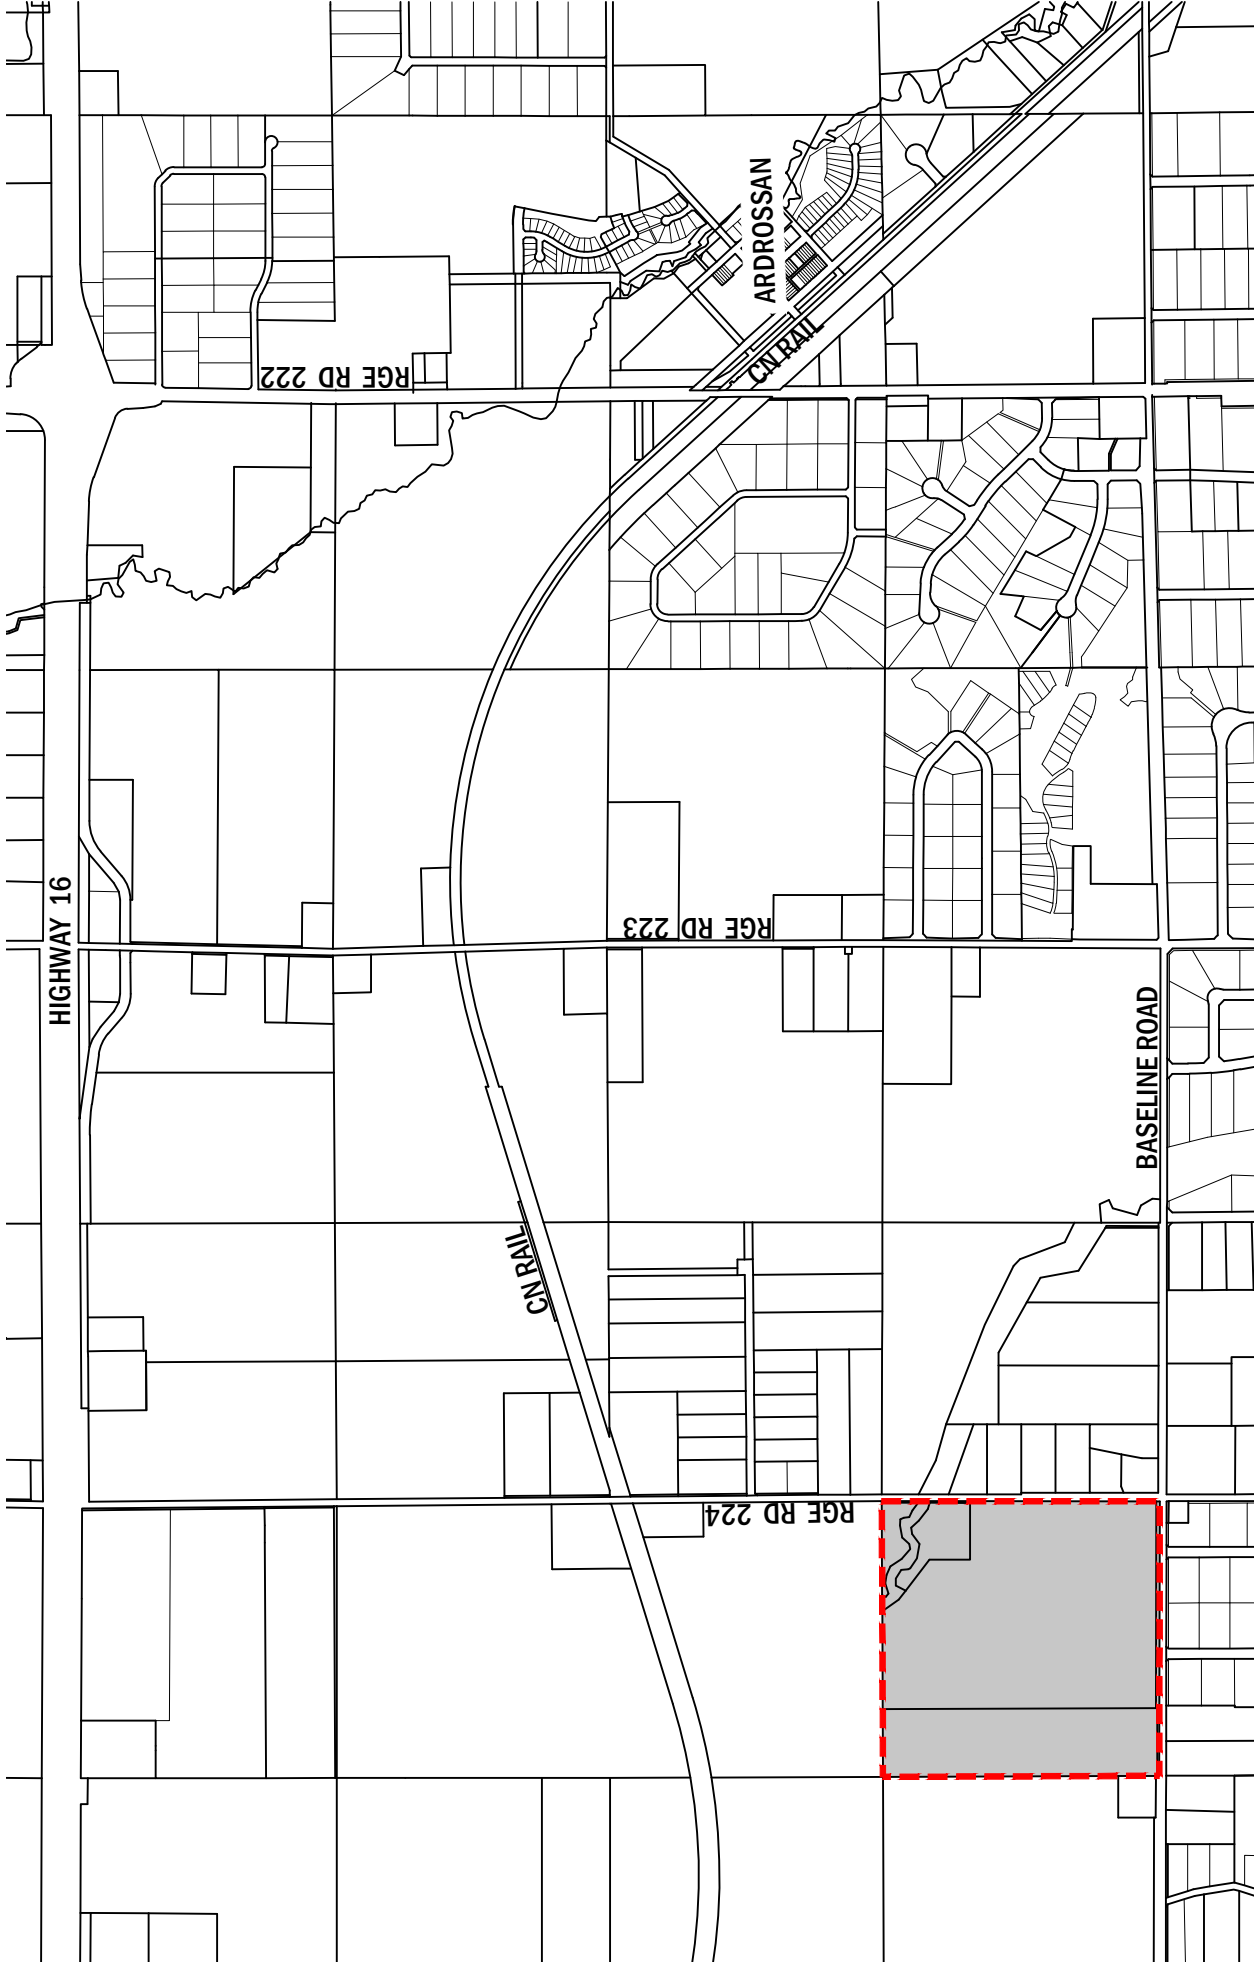 ARDROSSAN
CN RAIL
RGE RD 222
HIGHWAY 16
RGE RD 223
BASELINE ROAD
CN RAIL
RGE RD 224